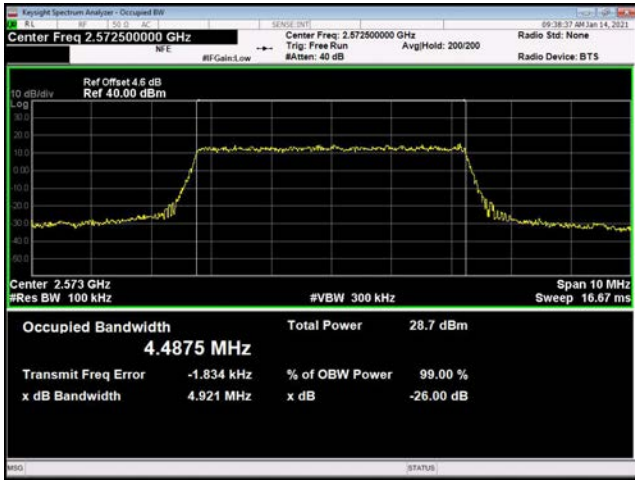 Keysight Spectrum Analyzer - Occupied BW
RL RF 50 Ω AC SENSE:INT 09:38:37 AM Jan 14, 2021
Center Freq 2.572500000 GHz Center Freq: 2.572500000 GHz Radio Std: None
NFE Trig: Free Run Avg|Hold: 200/200
#IFGain:Low #Atten: 40 dB Radio Device: BTS
Ref Offset 4.6 dB
10 dB/div Ref 40.00 dBm
Log
30.0
20.0
10.0
0.00
-10.0
-20.0
-30.0
-40.0
-50.0
Center 2.573 GHz Span 10 MHz
#Res BW 100 kHz #VBW 300 kHz Sweep 16.67 ms
Occupied Bandwidth Total Power 28.7 dBm
4.4875 MHz
Transmit Freq Error -1.834 kHz % of OBW Power 99.00 %
x dB Bandwidth 4.921 MHz x dB -26.00 dB
MSG STATUS